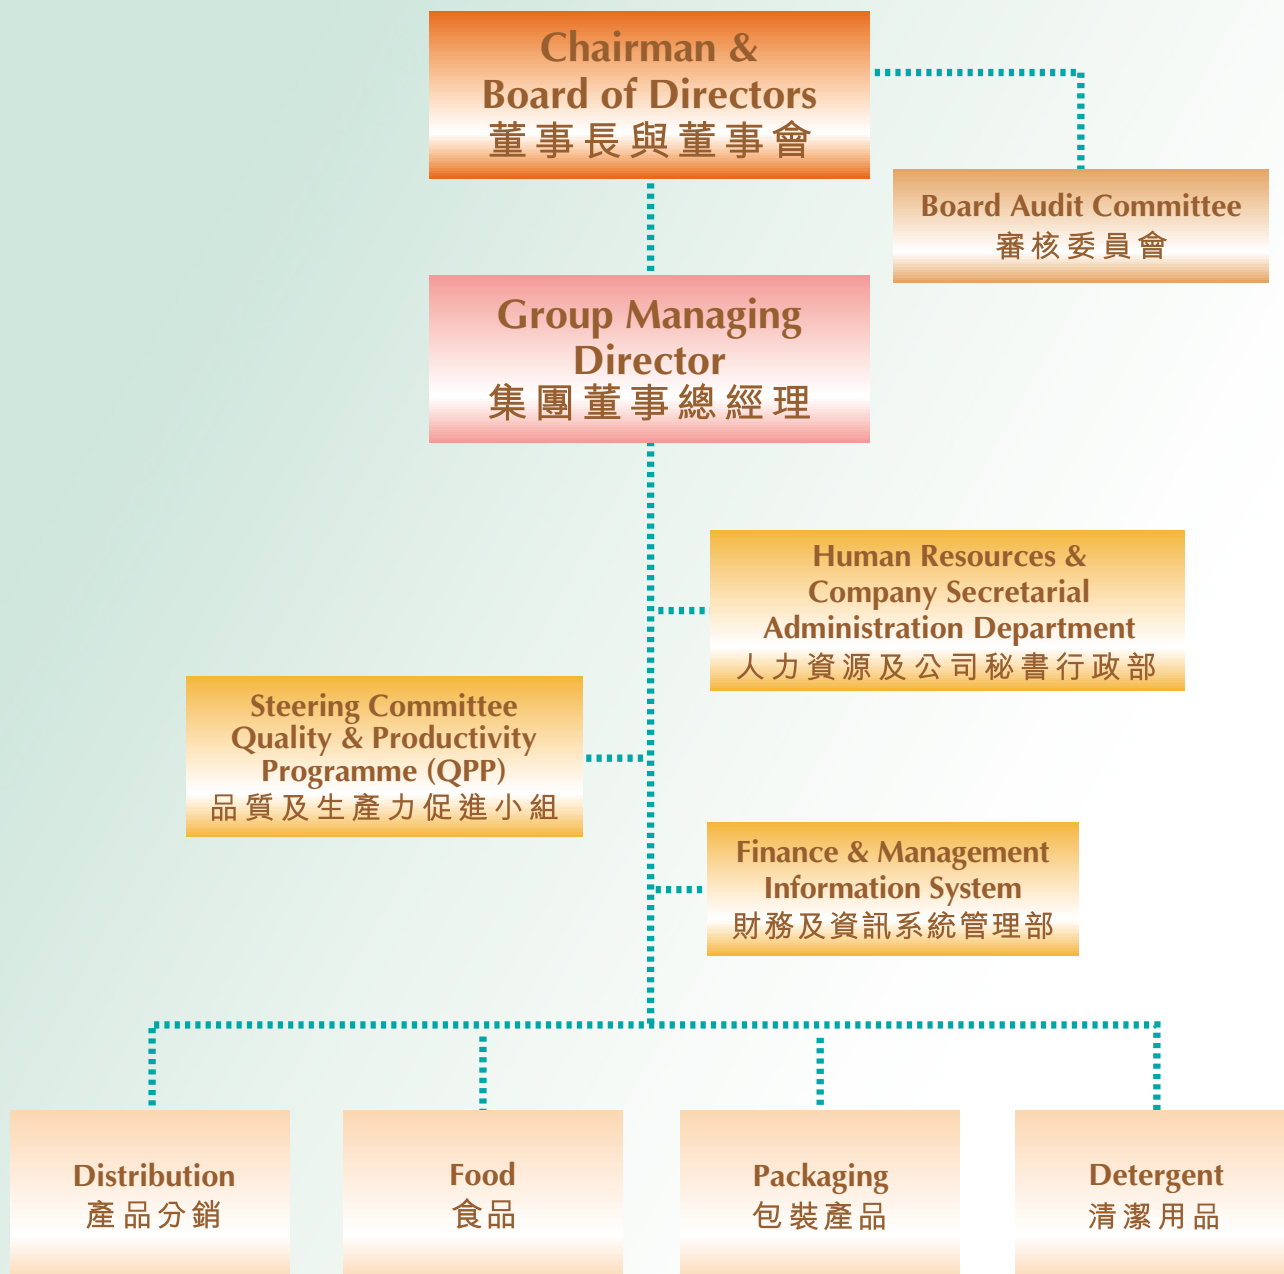 Chairman &
Board of Directors
董事長與董事會
Board Audit Committee
審核委員會
Group Managing
Director
集團董事總經理
Human Resources &
Company Secretarial
Administration Department
人力資源及公司秘書行政部
Steering Committee
Quality & Productivity
Programme (QPP)
品質及生產力促進小組
Finance & Management
Information System
財務及資訊系統管理部
Distribution
產品分銷
Food
食品
Packaging
包裝產品
Detergent
清潔用品